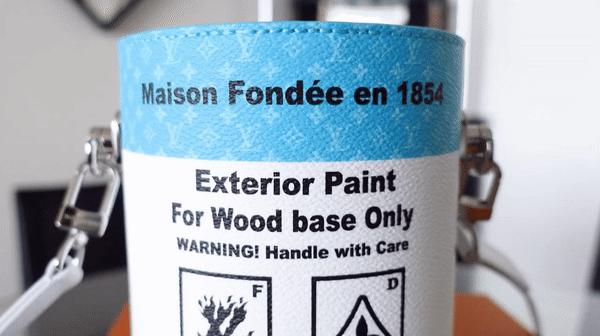 Maison Fondée en 1854
Exterior Paint
For Wood base Only
WARNING! Handle with Care
F D